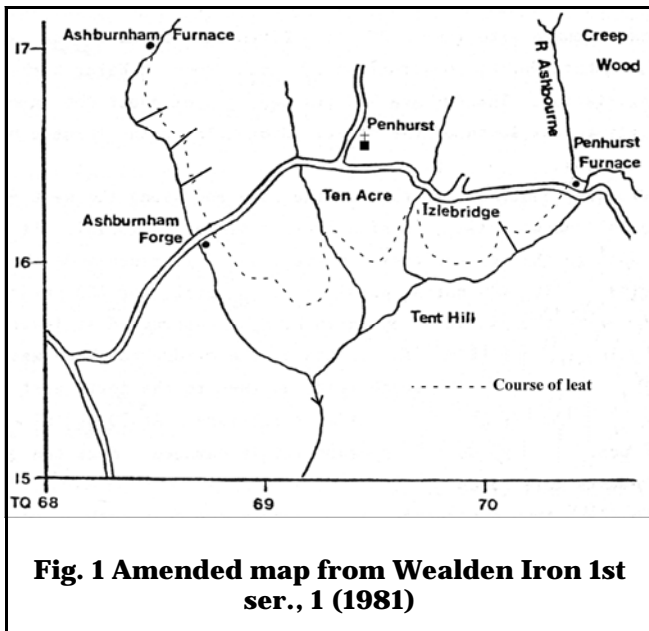 17
Ashburnham Furnace
R Ashbourne
Creep
Wood
Penhurst
Penhurst
Furnace
Ten Acre
Izlebridge
Ashburnham
Forge
16
Tent Hill
Course of leat
15
TQ 68
69
70
Fig. 1 Amended map from Wealden Iron 1st
ser., 1 (1981)